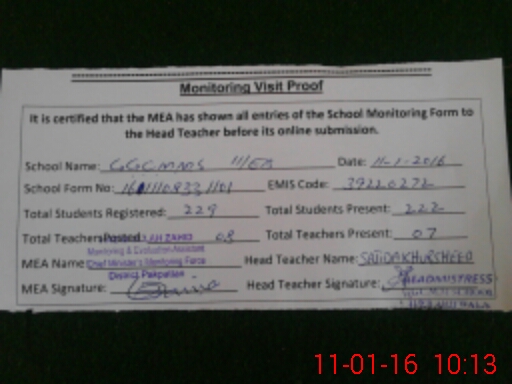 Monitoring Visit Proof
It is certified that the MEA has shown all entries of the School Monitoring Form to
the Head Teacher before its online submission.
School Name: Date: 11-1-2016
School Form No: EMIS Code: 39220272
Total Students Registered: 229 Total Students Present: 222
Total Teachers Posted: 08 Total Teachers Present: 07
Monitoring & Evaluation Assistant
MEA Name: Chief Minister's Monitoring Force Head Teacher Name: SAJIDA KHURSHEED
District Pakpattan
MEA Signature: Head Teacher Signature: HEADMISTRESS
11-01-16 10:13